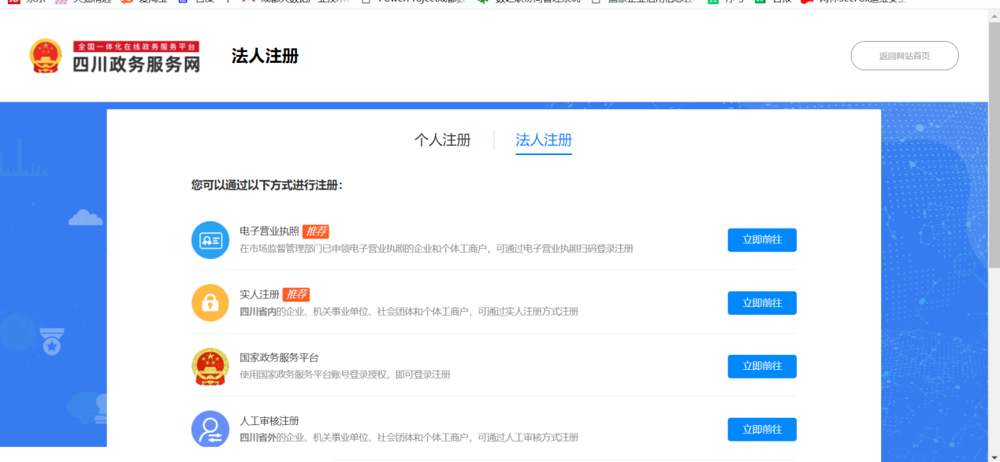 全国一体化在线政务服务平台
四川政务服务网
法人注册
返回网站首页
个人注册
法人注册
您可以通过以下方式进行注册：
电子营业执照 推荐
在市场监督管理部门已申领电子营业执照的企业和个体工商户，可通过电子营业执照扫码登录注册
立即前往
实人注册 推荐
四川省内的企业、机关事业单位、社会团体和个体工商户，可通过实人注册方式注册
立即前往
国家政务服务平台
使用国家政务服务平台账号登录授权，即可登录注册
立即前往
人工审核注册
四川省外的企业、机关事业单位、社会团体和个体工商户，可通过人工审核方式注册
立即前往